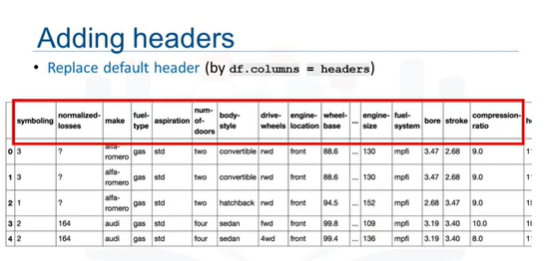 Adding headers
• Replace default header (by df.columns = headers)
symboling normalized-losses make fuel-type aspiration num-of-doors body-style drive-wheels engine-location wheel-base ... engine-size fuel-system bore stroke compression-ratio
0 3 ? alfa-romero gas std two convertible rwd front 88.6 ... 130 mpfi 3.47 2.68 9.0
1 3 ? alfa-romero gas std two convertible rwd front 88.6 ... 130 mpfi 3.47 2.68 9.0
2 1 ? alfa-romero gas std two hatchback rwd front 94.5 ... 152 mpfi 2.68 3.47 9.0
3 2 164 audi gas std four sedan fwd front 99.8 ... 109 mpfi 3.19 3.40 10.0
4 2 164 audi gas std four sedan 4wd front 99.4 ... 136 mpfi 3.19 3.40 8.0